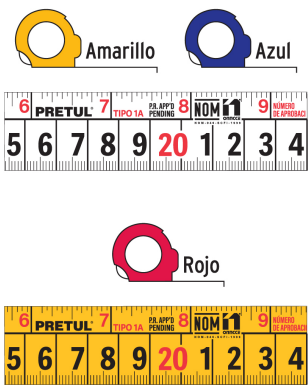 Amarillo
Azul
6 PRETUL 7 TIPO 1A P.R. APP'D PENDING 8 NOM 9 NÚMERO DE APROBACI
5 6 7 8 9 20 1 2 3 4
Rojo
6 PRETUL 7 TIPO 1A P.R. APP'D PENDING 8 NOM 9 NÚMERO DE APROBACI
5 6 7 8 9 20 1 2 3 4